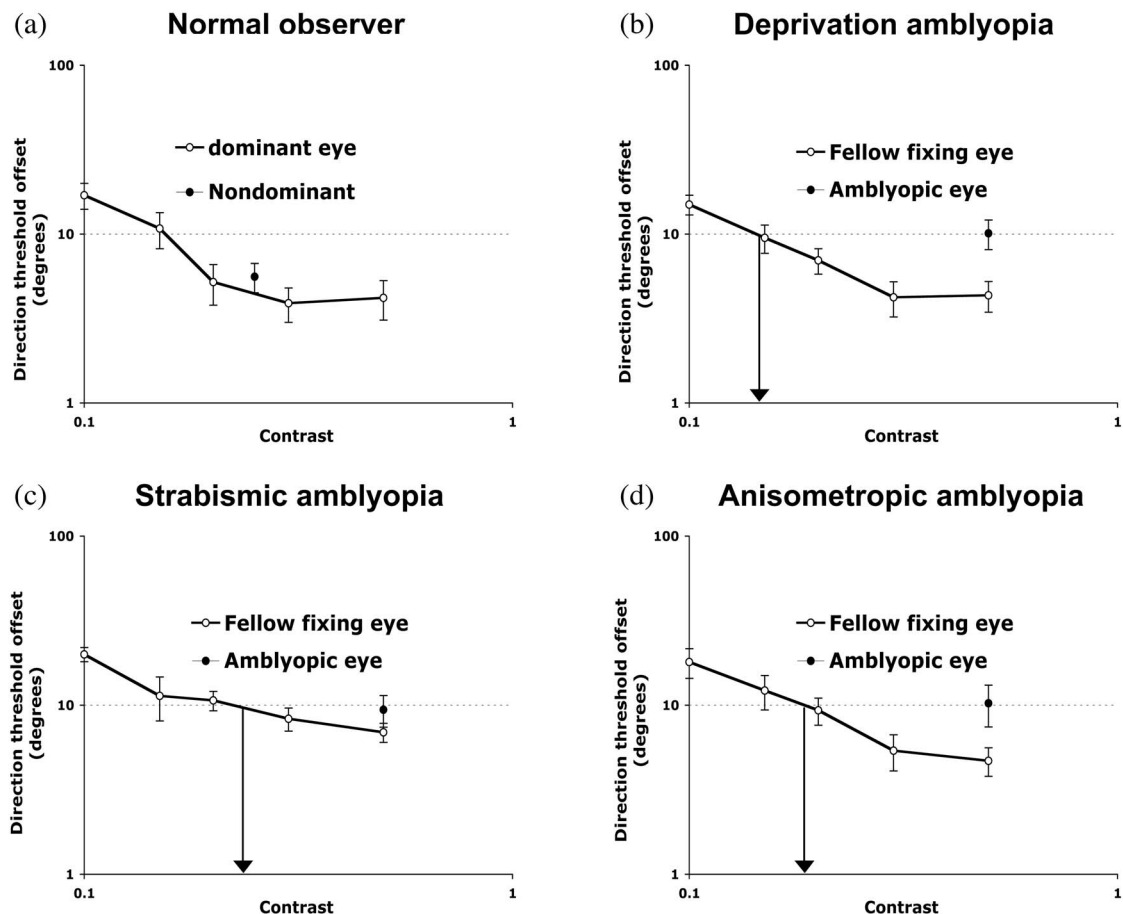 (a) Normal observer
100
10
1
0.1
1
Direction threshold offset
(degrees)
Contrast
dominant eye
Nondominant
(b) Deprivation amblyopia
100
10
1
0.1
1
Direction threshold offset
(degrees)
Contrast
Fellow fixing eye
Amblyopic eye
(c) Strabismic amblyopia
100
10
1
0.1
1
Direction threshold offset
(degrees)
Contrast
Fellow fixing eye
Amblyopic eye
(d) Anisometropic amblyopia
100
10
1
0.1
1
Direction threshold offset
(degrees)
Contrast
Fellow fixing eye
Amblyopic eye